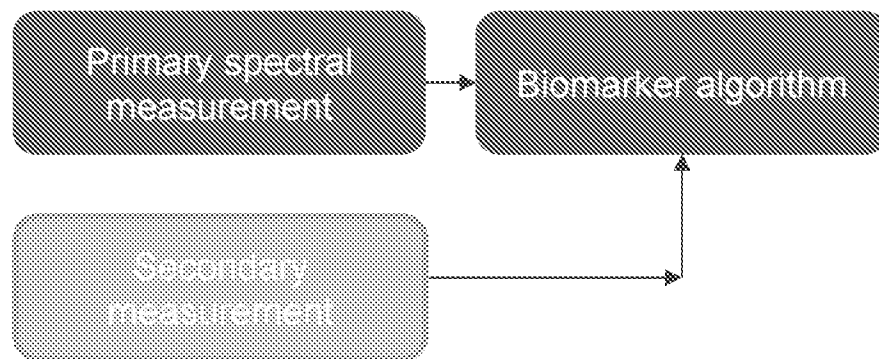 Primary spectral
measurement
Biomarker algorithm
Secondary
measurement